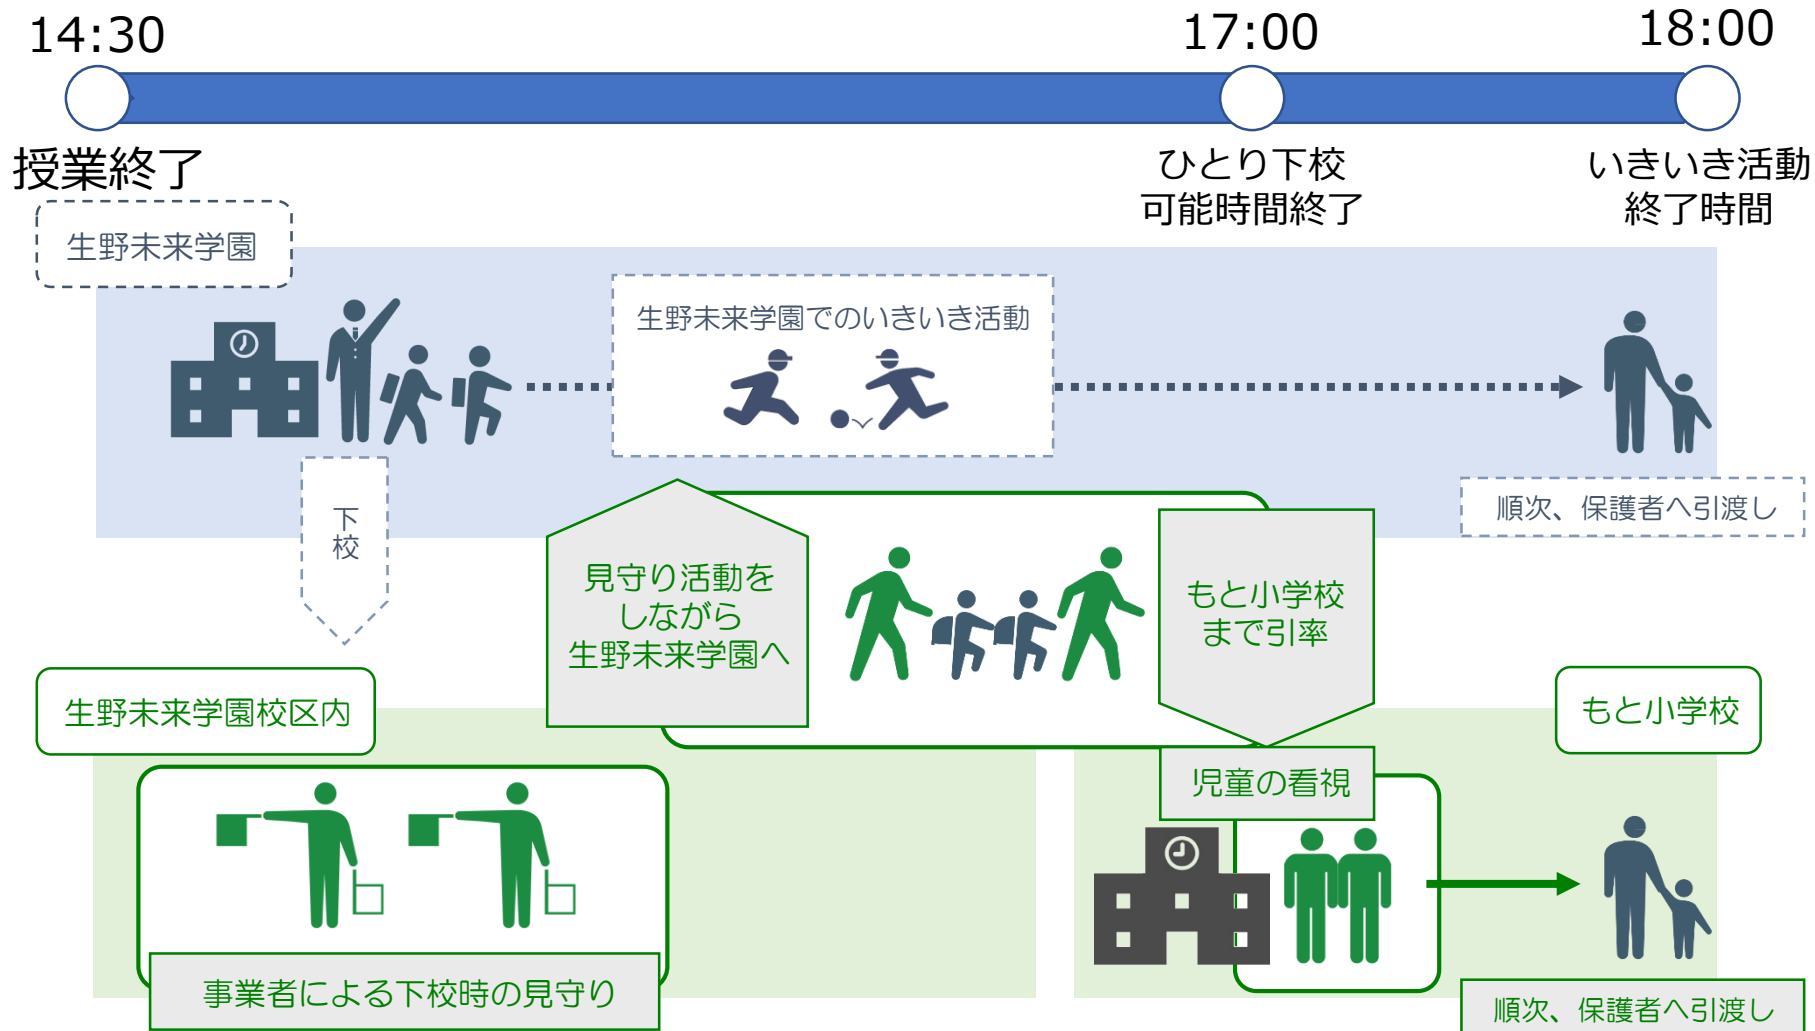 14:30
17:00
18:00
授業終了
ひとり下校
可能時間終了
いきいき活動
終了時間
生野未来学園
生野未来学園でのいきいき活動
順次、保護者へ引渡し
下校
見守り活動を
しながら
生野未来学園へ
もと小学校
まで引率
生野未来学園校区内
もと小学校
児童の看視
事業者による下校時の見守り
順次、保護者へ引渡し